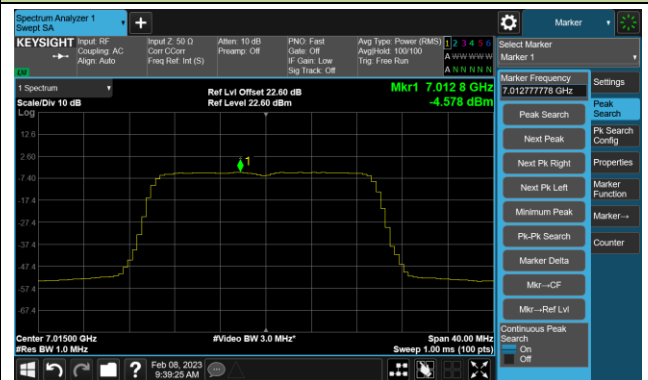 Spectrum Analyzer 1
Swept SA
Marker
KEYSIGHT
Input: RF
Coupling: AC
Align: Auto
Input Z: 50 Ω
Corr CCorr
Freq Ref: Int (S)
Atten: 10 dB
Preamp: Off
PNO: Fast
Gate: Off
IF Gain: Low
Sig Track: Off
Avg Type: Power (RMS)
Avg|Hold: 100/100
Trig: Free Run
1 2 3 4 5 6
A W W W W W
A N N N N N
Select Marker
Marker 1
1 Spectrum
Scale/Div 10 dB
Log
Ref Lvl Offset 22.60 dB
Ref Level 22.60 dBm
Mkr1 7.012 8 GHz
-4.578 dBm
12.6
2.60
-7.40
-17.4
-27.4
-37.4
-47.4
-57.4
-67.4
1
Center 7.01500 GHz
#Res BW 1.0 MHz
#Video BW 3.0 MHz*
Span 40.00 MHz
Sweep 1.00 ms (100 pts)
Marker Frequency
7.012777778 GHz
Peak Search
Next Peak
Next Pk Right
Next Pk Left
Minimum Peak
Pk-Pk Search
Marker Delta
Mkr→CF
Mkr→Ref Lvl
Continuous Peak
Search
On
Off
Settings
Peak
Search
Pk Search
Config
Properties
Marker
Function
Marker→
Counter
Feb 08, 2023
9:39:25 AM